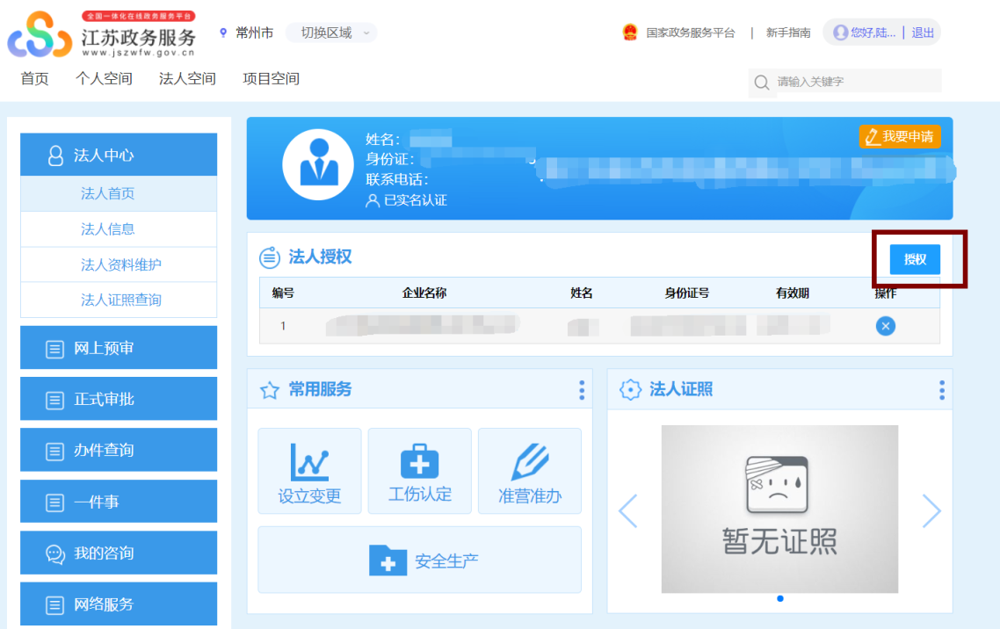 全国一体化在线政务服务平台
江苏政务服务
www.jszwfw.gov.cn
常州市 切换区域
国家政务服务平台 | 新手指南 您好,陆... | 退出
首页 个人空间 法人空间 项目空间
请输入关键字
法人中心
法人首页
法人信息
法人资料维护
法人证照查询
网上预审
正式审批
办件查询
一件事
我的咨询
网络服务
我要申请
姓名:
身份证:
联系电话:
已实名认证
法人授权
授权
编号 企业名称 姓名 身份证号 有效期 操作
1
常用服务
设立变更 工伤认定 准营准办
安全生产
法人证照
暂无证照